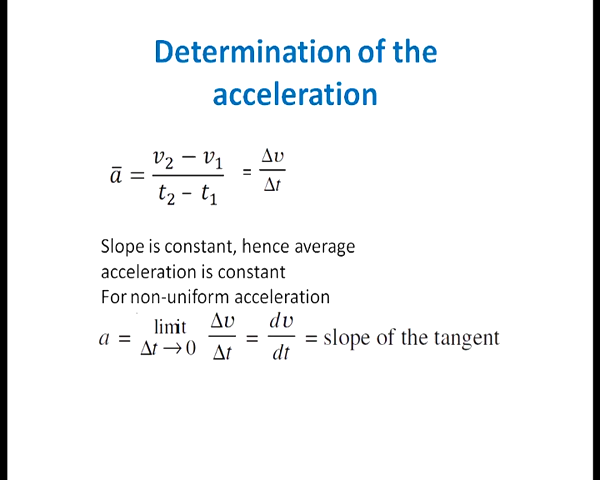 Determination of the
acceleration
ā = v₂ − v₁ / t₂ - t₁ = Δv / Δt
Slope is constant, hence average
acceleration is constant
For non-uniform acceleration
a = limit Δt → 0 Δv / Δt = dv / dt = slope of the tangent